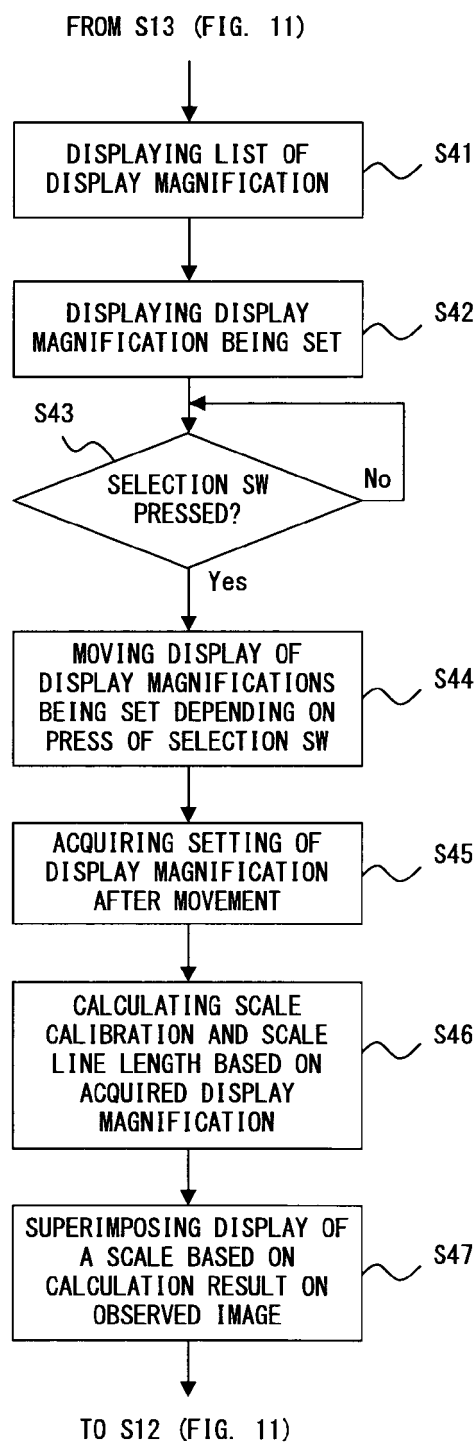 FROM S13 (FIG. 11)
DISPLAYING LIST OF
DISPLAY MAGNIFICATION
S41
DISPLAYING DISPLAY
MAGNIFICATION BEING SET
S42
S43
SELECTION SW
PRESSED?
No
Yes
MOVING DISPLAY OF
DISPLAY MAGNIFICATIONS
BEING SET DEPENDING ON
PRESS OF SELECTION SW
S44
ACQUIRING SETTING OF
DISPLAY MAGNIFICATION
AFTER MOVEMENT
S45
CALCULATING SCALE
CALIBRATION AND SCALE
LINE LENGTH BASED ON
ACQUIRED DISPLAY
MAGNIFICATION
S46
SUPERIMPOSING DISPLAY OF
A SCALE BASED ON
CALCULATION RESULT ON
OBSERVED IMAGE
S47
TO S12 (FIG. 11)